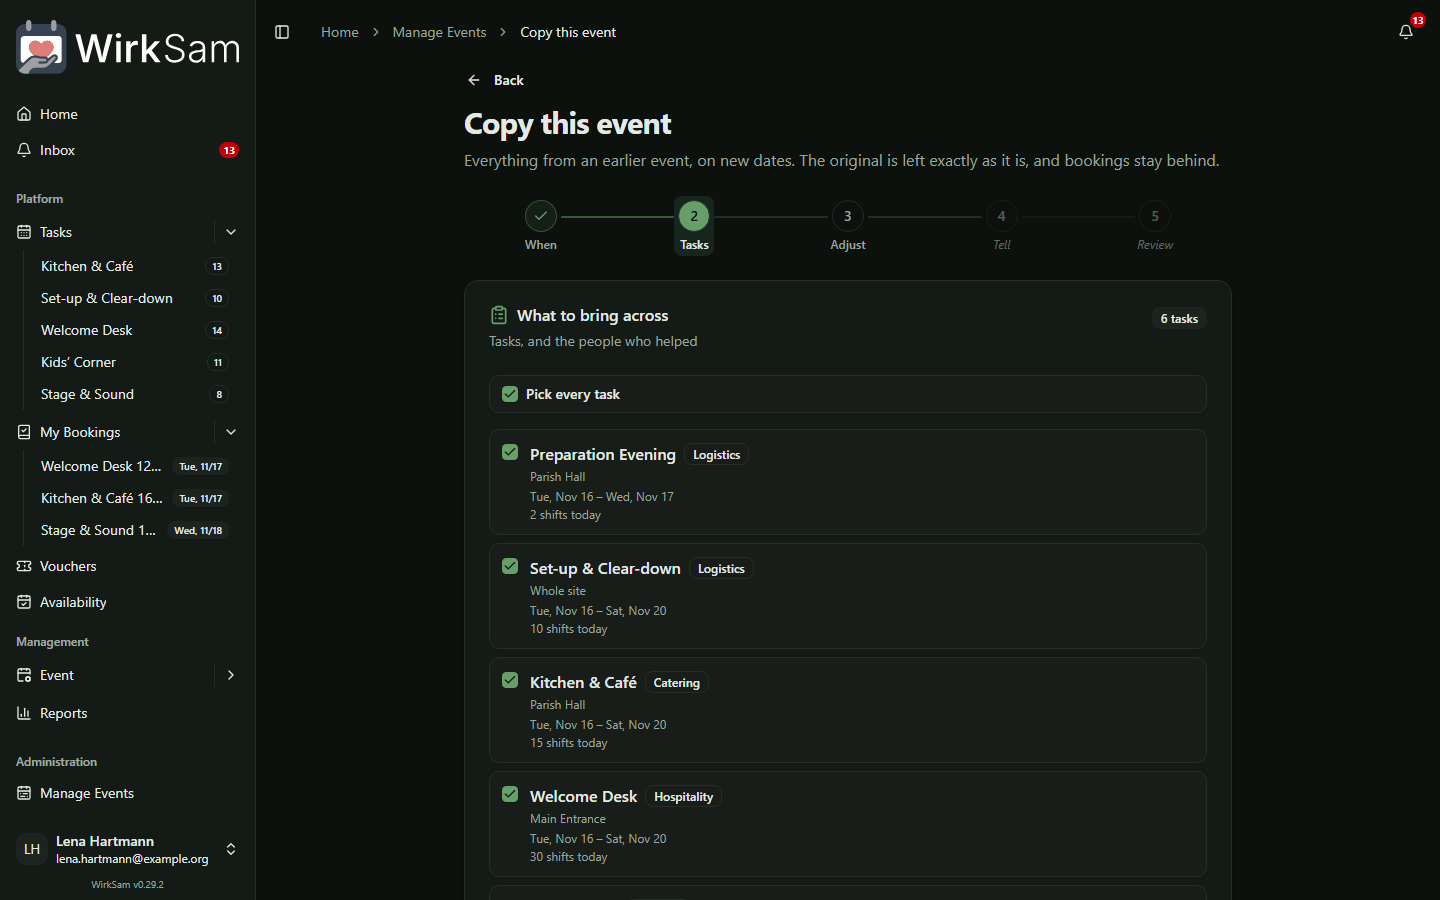 WirkSam
Home
Inbox
13
Platform
Tasks
Kitchen & Café
13
Set-up & Clear-down
10
Welcome Desk
14
Kids’ Corner
11
Stage & Sound
8
My Bookings
Welcome Desk 12...
Tue, 11/17
Kitchen & Café 16...
Tue, 11/17
Stage & Sound 1...
Wed, 11/18
Vouchers
Availability
Management
Event
Reports
Administration
Manage Events
LH
Lena Hartmann
lena.hartmann@example.org
WirkSam v0.29.2
Home
Manage Events
Copy this event
13
Back
Copy this event
Everything from an earlier event, on new dates. The original is left exactly as it is, and bookings stay behind.
When
2
Tasks
3
Adjust
4
Tell
5
Review
What to bring across
6 tasks
Tasks, and the people who helped
Pick every task
Preparation Evening
Logistics
Parish Hall
Tue, Nov 16 – Wed, Nov 17
2 shifts today
Set-up & Clear-down
Logistics
Whole site
Tue, Nov 16 – Sat, Nov 20
10 shifts today
Kitchen & Café
Catering
Parish Hall
Tue, Nov 16 – Sat, Nov 20
15 shifts today
Welcome Desk
Hospitality
Main Entrance
Tue, Nov 16 – Sat, Nov 20
30 shifts today